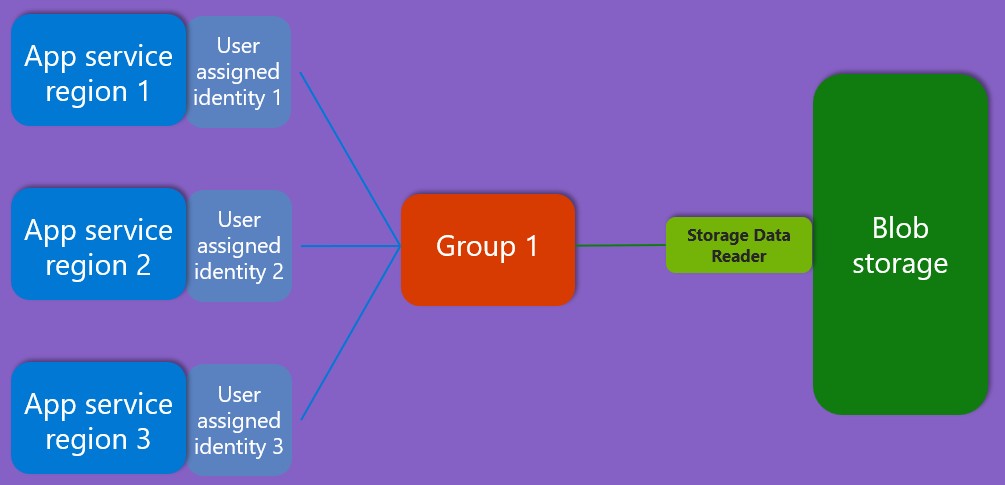 App service
region 1
User
assigned
identity 1
App service
region 2
User
assigned
identity 2
App service
region 3
User
assigned
identity 3
Group 1
Storage Data
Reader
Blob
storage